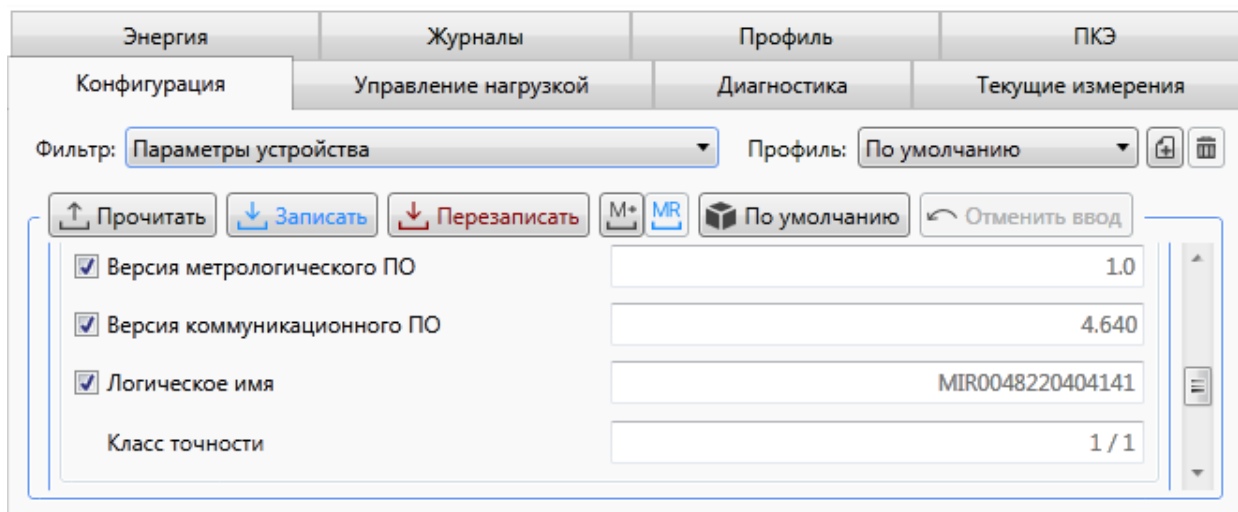 Энергия Журналы Профиль ПКЭ
Конфигурация Управление нагрузкой Диагностика Текущие измерения
Фильтр: Параметры устройства Профиль: По умолчанию
Прочитать Записать Перезаписать M+ MR По умолчанию Отменить ввод
Версия метрологического ПО 1.0
Версия коммуникационного ПО 4.640
Логическое имя MIR0048220404141
Класс точности 1 / 1